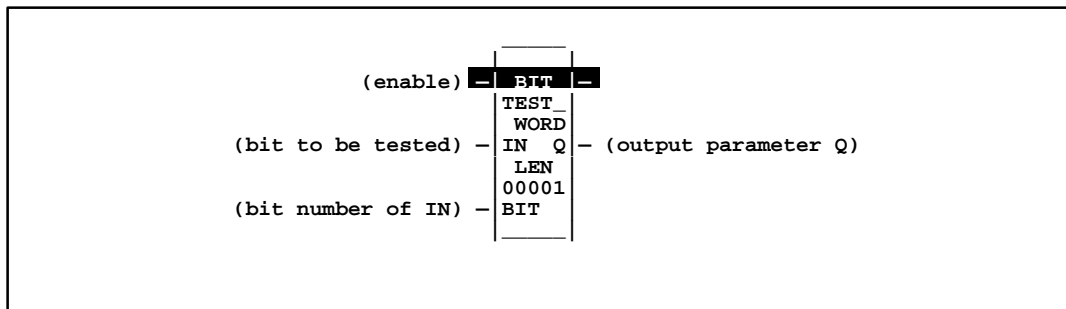 (enable) BIT
TEST_
WORD
(bit to be tested) IN Q (output parameter Q)
LEN
00001
(bit number of IN) BIT